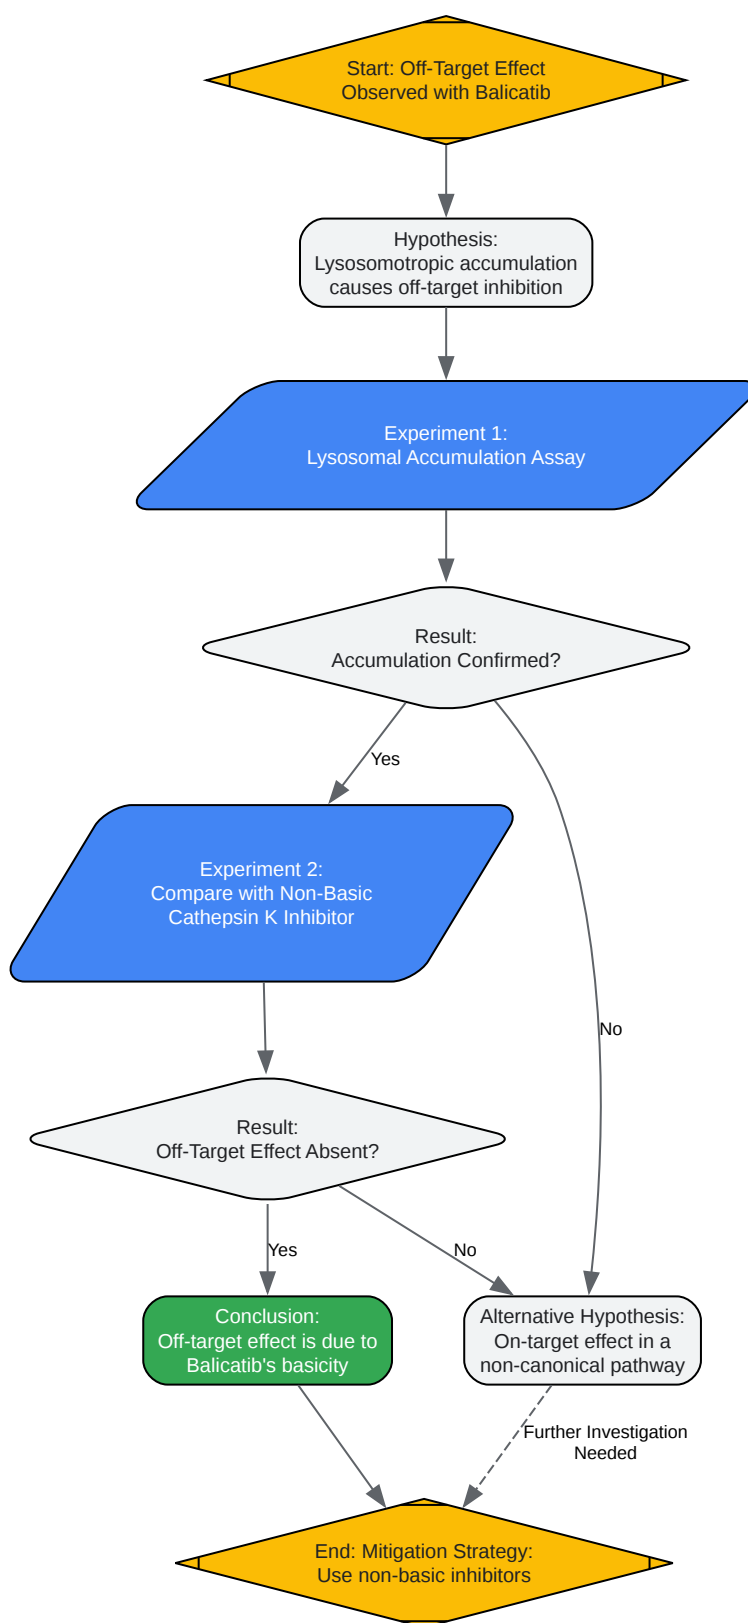 Start: Off-Target Effect
Observed with Balicatib
Hypothesis:
Lysosomotropic accumulation
causes off-target inhibition
Experiment 1:
Lysosomal Accumulation Assay
Result:
Accumulation Confirmed?
Yes
Experiment 2:
Compare with Non-Basic
Cathepsin K Inhibitor
No
Result:
Off-Target Effect Absent?
Yes
No
Conclusion:
Off-target effect is due to
Balicatib's basicity
Alternative Hypothesis:
On-target effect in a
non-canonical pathway
Further Investigation
Needed
End: Mitigation Strategy:
Use non-basic inhibitors